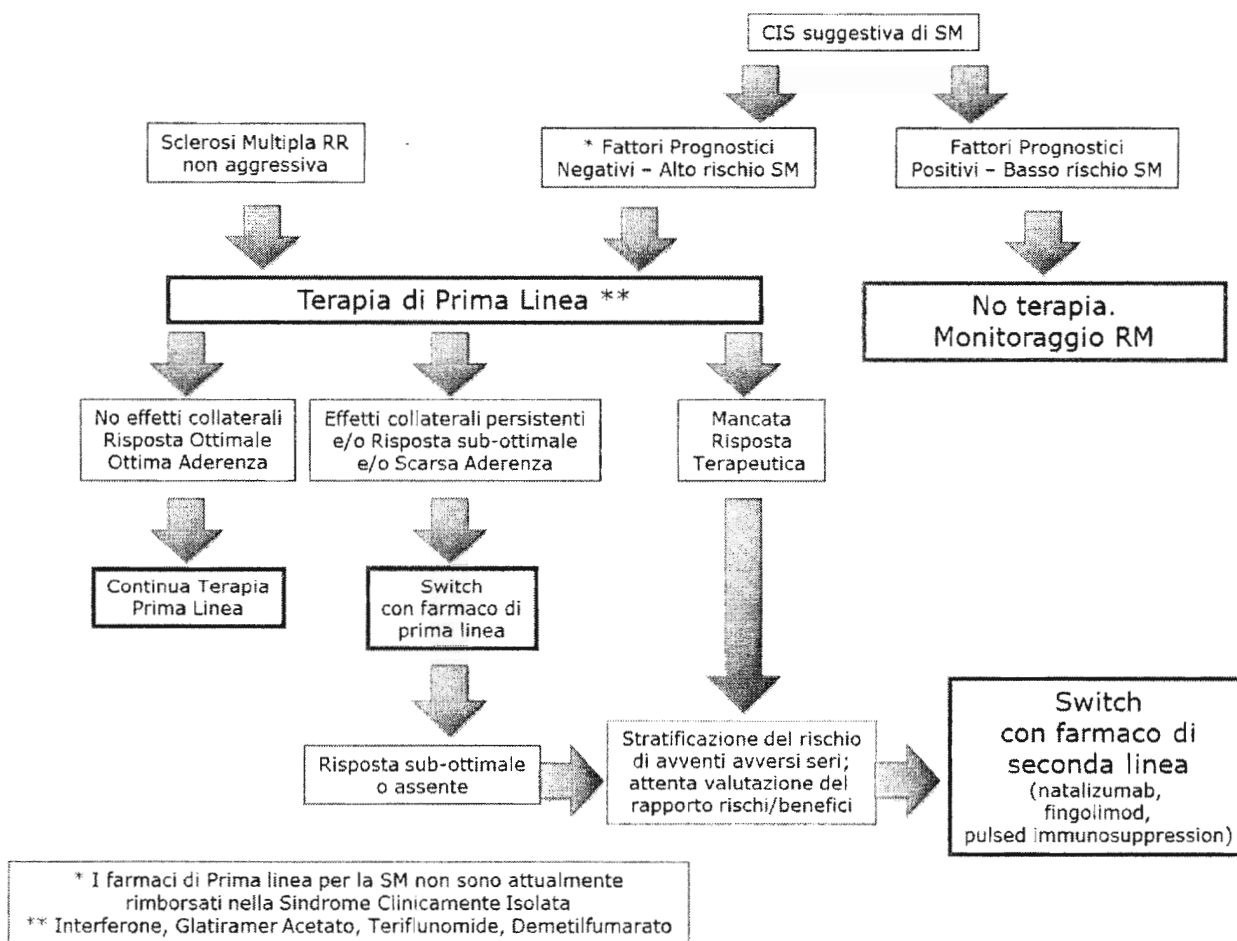 CIS suggestiva di SM
Sclerosi Multipla RR
non aggressiva
* Fattori Prognostici
Negativi – Alto rischio SM
Fattori Prognostici
Positivi – Basso rischio SM
Terapia di Prima Linea **
No terapia.
Monitoraggio RM
No effetti collaterali
Risposta Ottimale
Ottima Aderenza
Effetti collaterali persistenti
e/o Risposta sub-ottimale
e/o Scarsa Aderenza
Mancata
Risposta
Terapeutica
Continua Terapia
Prima Linea
Switch
con farmaco di
prima linea
Risposta sub-ottimale
o assente
Stratificazione del rischio
di avventi avversi seri;
attenta valutazione del
rapporto rischi/benefici
Switch
con farmaco di
seconda linea
(natalizumab,
fingolimod,
pulsed immunosuppression)
* I farmaci di Prima linea per la SM non sono attualmente
rimborsati nella Sindrome Clinicamente Isolata
** Interferone, Glatiramer Acetato, Teriflunomide, Demetilfumarato